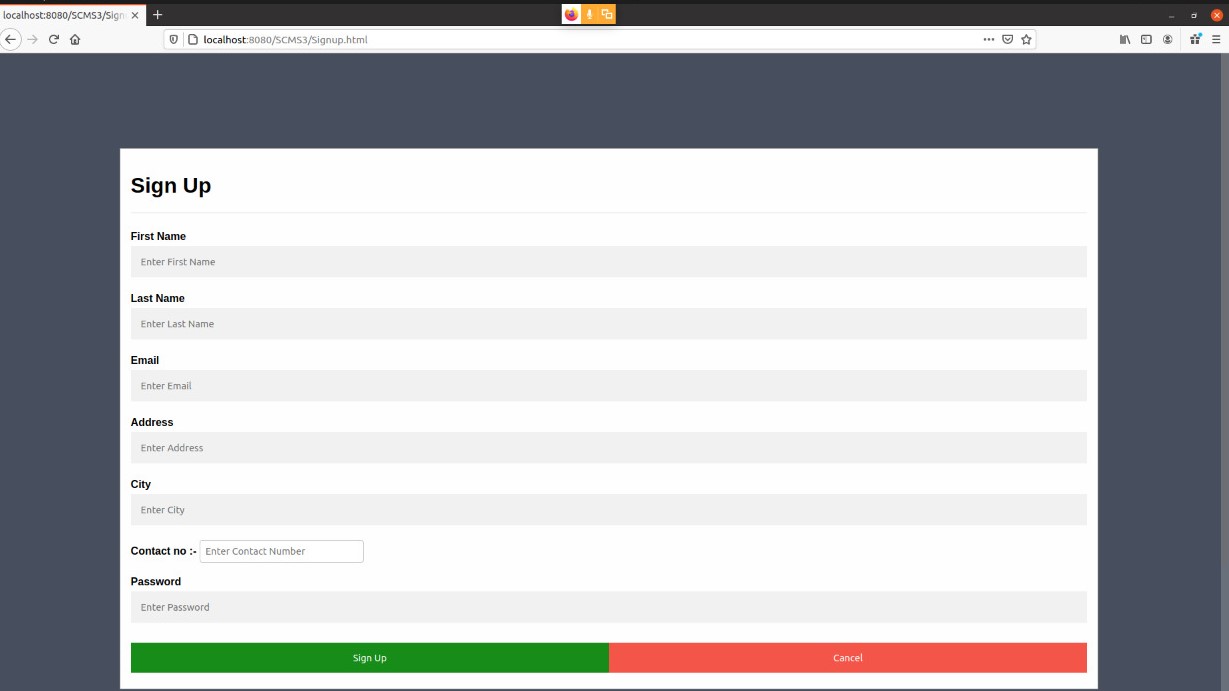 localhost:8080/SCMS3/Sign
localhost:8080/SCMS3/Signup.html
Sign Up
First Name
Enter First Name
Last Name
Enter Last Name
Email
Enter Email
Address
Enter Address
City
Enter City
Contact no :- Enter Contact Number
Password
Enter Password
Sign Up Cancel